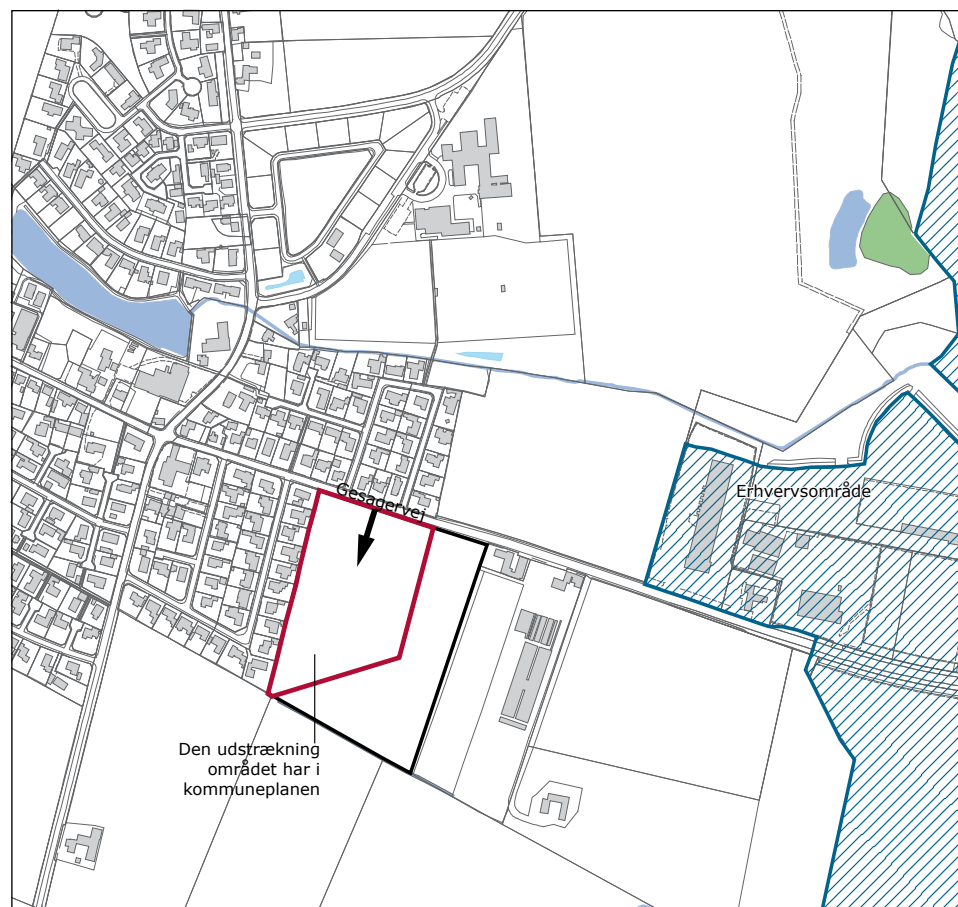 Erhvervsområde
Gesagervej
Den udstrækning
området har i
kommuneplanen